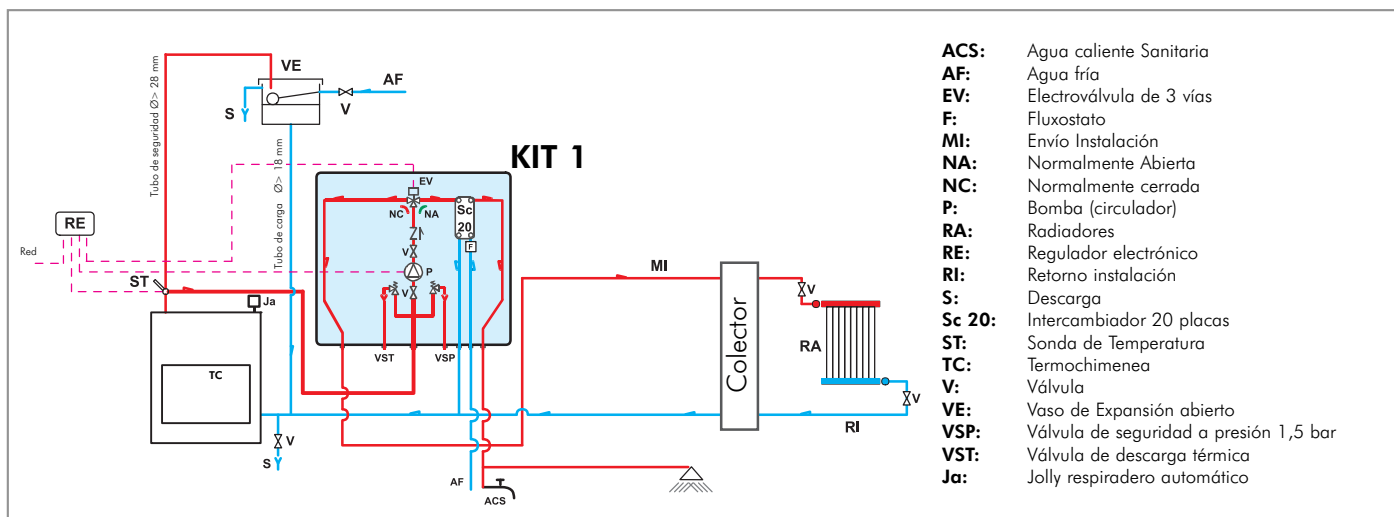 VE
AF
S
V
Tubo de seguridad Ø> 28 mm
Tubo de carga Ø> 18 mm
KIT 1
EV
NC
NA
Sc
20
F
V
P
V
VST
VSP
RE
Red
ST
Ja
TC
V
S
AF
ACS
MI
Colector
V
RA
V
RI
ACS: Agua caliente Sanitaria
AF: Agua fría
EV: Electroválvula de 3 vías
F: Fluxostato
MI: Envío Instalación
NA: Normalmente Abierta
NC: Normalmente cerrada
P: Bomba (circulador)
RA: Radiadores
RE: Regulador electrónico
RI: Retorno instalación
S: Descarga
Sc 20: Intercambiador 20 placas
ST: Sonda de Temperatura
TC: Termochimenea
V: Válvula
VE: Vaso de Expansión abierto
VSP: Válvula de seguridad a presión 1,5 bar
VST: Válvula de descarga térmica
Ja: Jolly respiradero automático